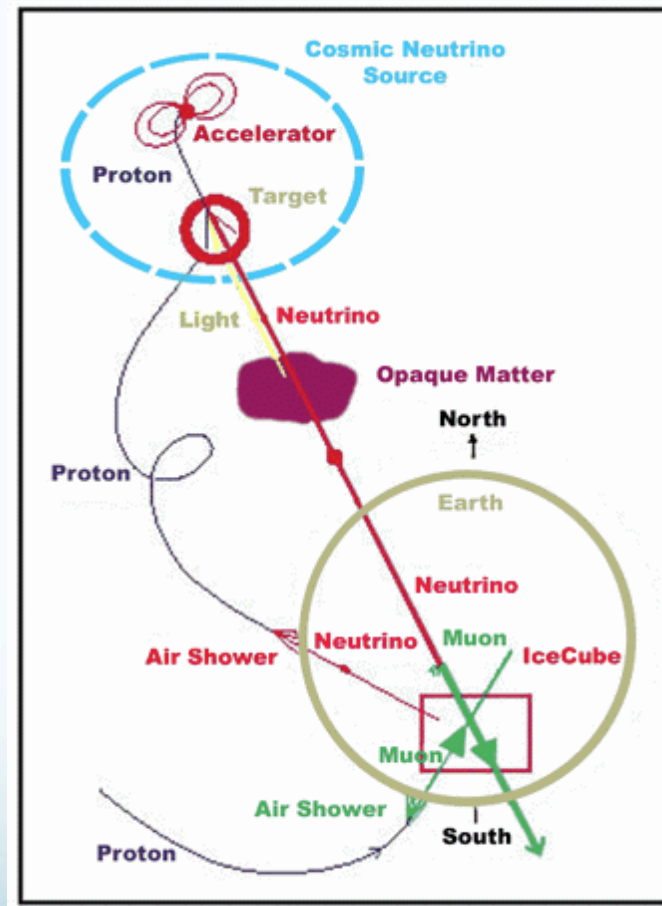 Cosmic Neutrino
Source
Accelerator
Proton
Target
Light
Neutrino
Opaque Matter
North
Proton
Earth
Neutrino
Muon
Air Shower
Neutrino
IceCube
Muon
Air Shower
South
Proton